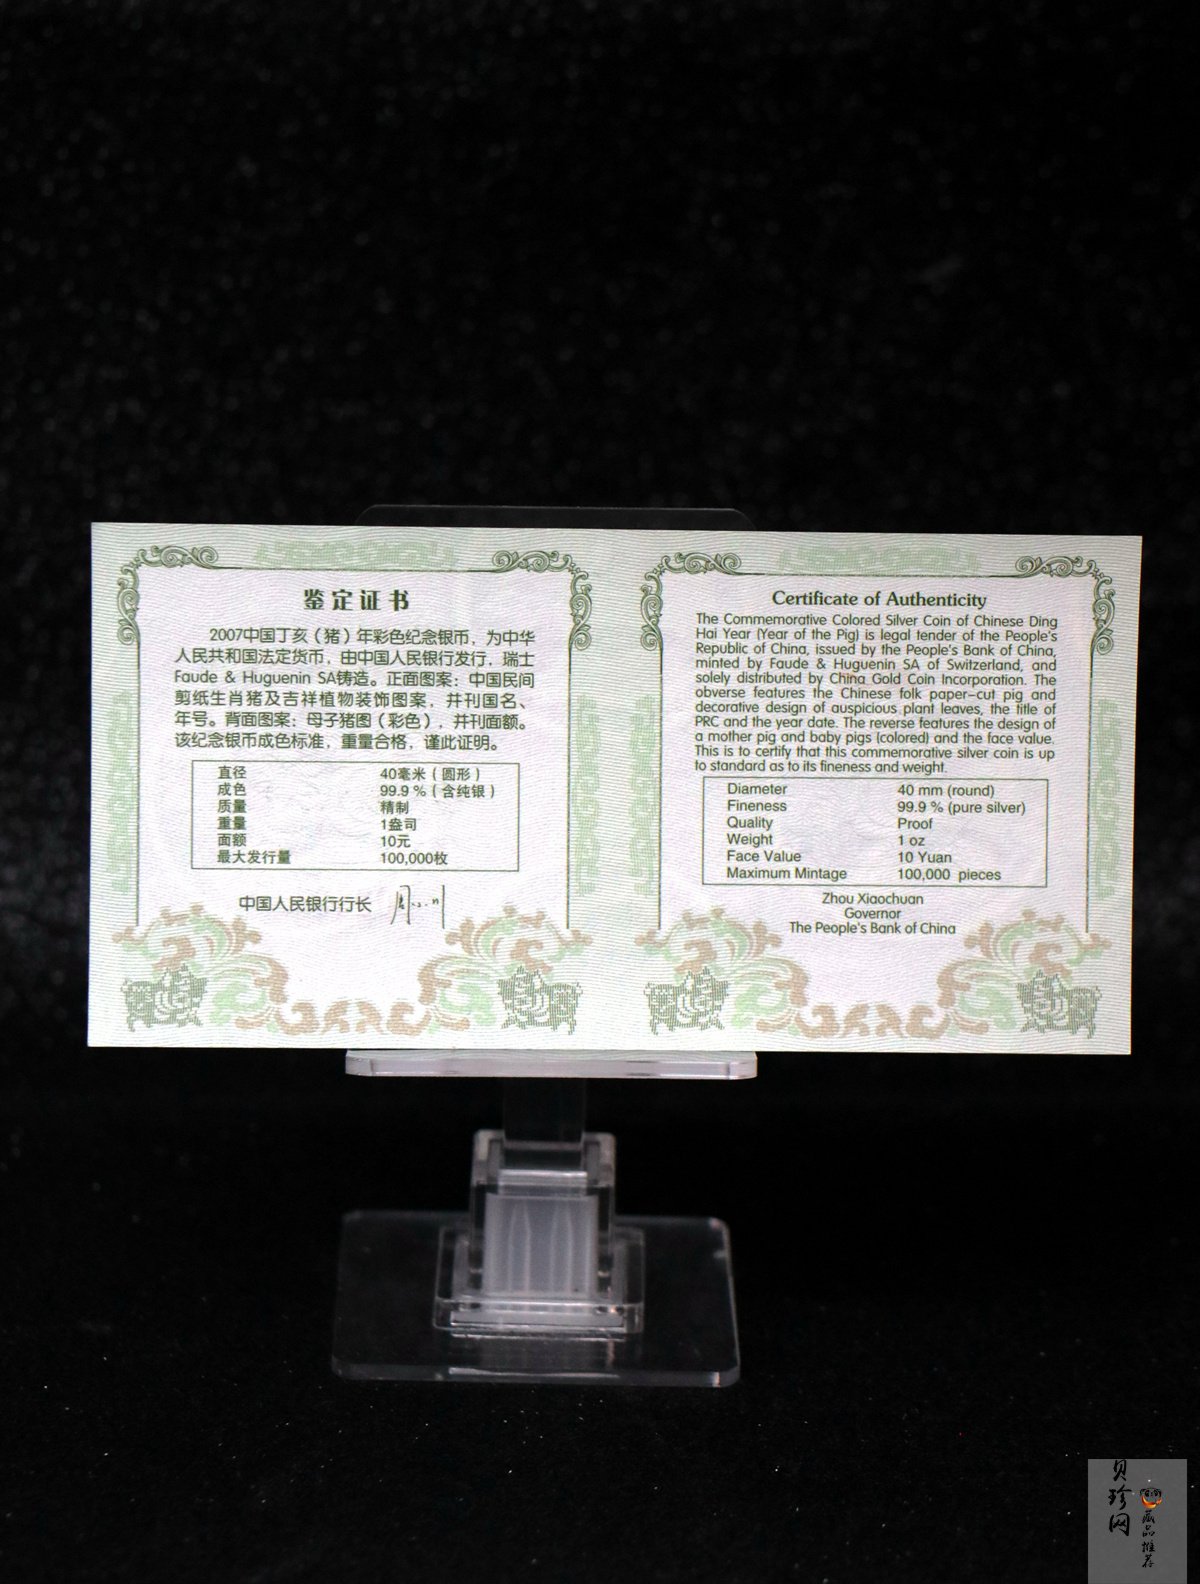 鉴定证书
2007中国丁亥（猪）年彩色纪念银币，为中华
人民共和国法定货币，由中国人民银行发行，瑞士
Faude & Huguenin SA铸造。正面图案：中国民间
剪纸生肖猪及吉祥植物装饰图案，并刊国名、
年号。背面图案：母子猪图（彩色），并刊面额。
该纪念银币成色标准，重量合格，谨此证明。
直径 40毫米（圆形）
成色 99.9％（含纯银）
质量 精制
重量 1盎司
面额 10元
最大发行量 100,000枚
中国人民银行行长 周小川
Certificate of Authenticity
The Commemorative Colored Silver Coin of Chinese Ding
Hai Year (Year of the Pig) is legal tender of the People's
Republic of China, issued by the People's Bank of China,
minted by Faude & Huguenin SA of Switzerland, and
solely distributed by China Gold Coin Incorporation. The
obverse features the Chinese folk paper-cut pig and
decorative design of auspicious plant leaves, the title of
PRC and the year date. The reverse features the design of
a mother pig and baby pigs (colored) and the face value.
This is to certify that this commemorative silver coin is up
to standard as to its fineness and weight.
Diameter 40 mm (round)
Fineness 99.9 % (pure silver)
Quality Proof
Weight 1 oz
Face Value 10 Yuan
Maximum Mintage 100,000 pieces
Zhou Xiaochuan
Governor
The People's Bank of China
贝珍网
藏品推荐